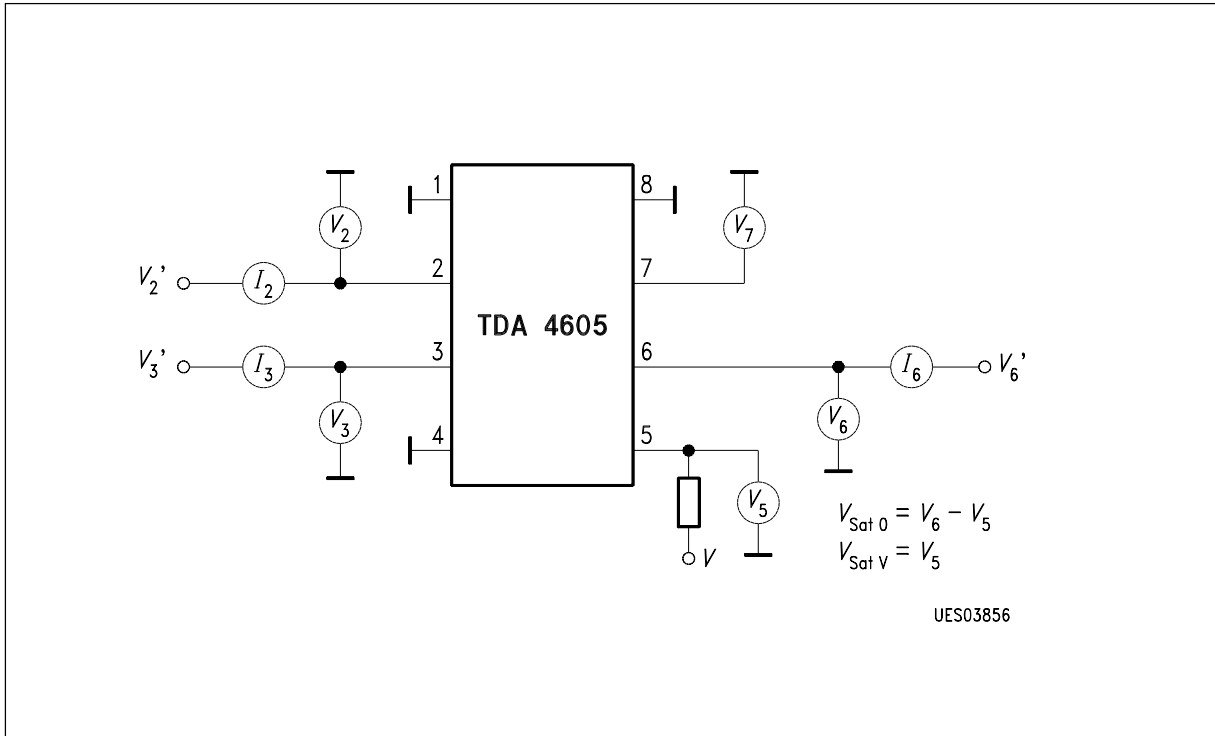 1
8
V2
V7
V2'
I2
2
7
TDA 4605
V3'
I3
3
6
I6
V6'
V3
V6
4
5
V5
VSat 0 = V6 – V5
VSat V = V5
V
UES03856